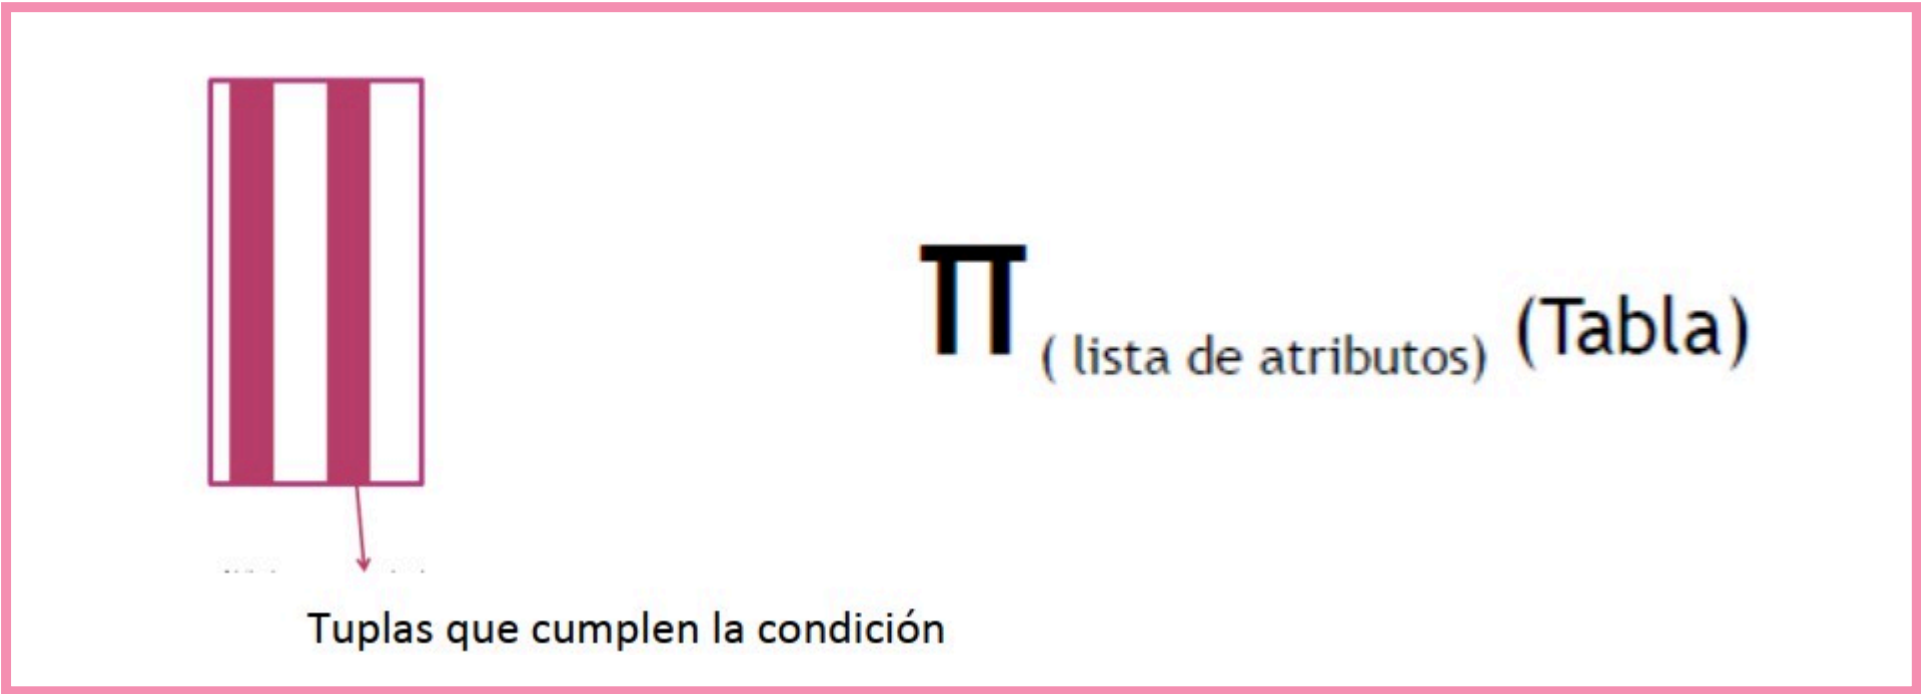 Π ( lista de atributos) (Tabla)
Tuplas que cumplen la condición